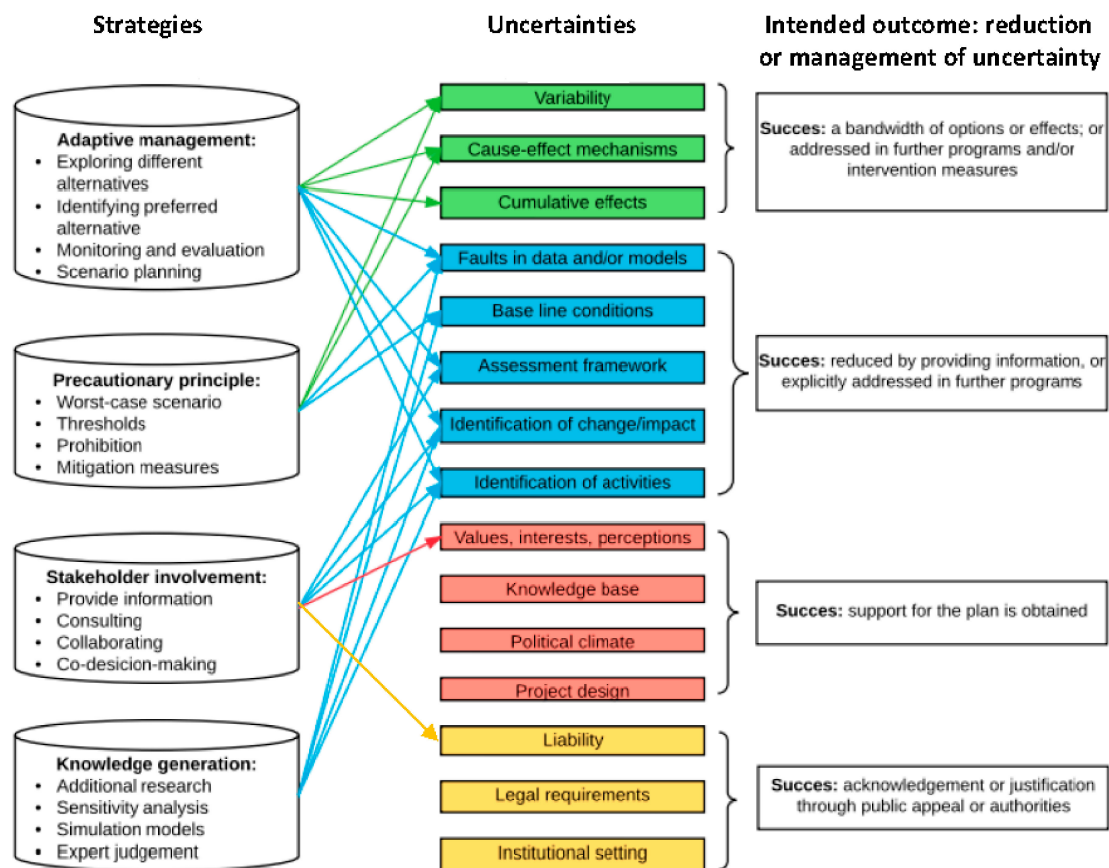 Strategies
Uncertainties
Intended outcome: reduction
or management of uncertainty
Adaptive management:
• Exploring different
alternatives
• Identifying preferred
alternative
• Monitoring and evaluation
• Scenario planning
Precautionary principle:
• Worst-case scenario
• Thresholds
• Prohibition
• Mitigation measures
Stakeholder involvement:
• Provide information
• Consulting
• Collaborating
• Co-desicion-making
Knowledge generation:
• Additional research
• Sensitivity analysis
• Simulation models
• Expert judgement
Variability
Cause-effect mechanisms
Cumulative effects
Faults in data and/or models
Base line conditions
Assessment framework
Identification of change/impact
Identification of activities
Values, interests, perceptions
Knowledge base
Political climate
Project design
Liability
Legal requirements
Institutional setting
Succes: a bandwidth of options or effects; or
addressed in further programs and/or
intervention measures
Succes: reduced by providing information, or
explicitly addressed in further programs
Succes: support for the plan is obtained
Succes: acknowledgement or justification
through public appeal or authorities